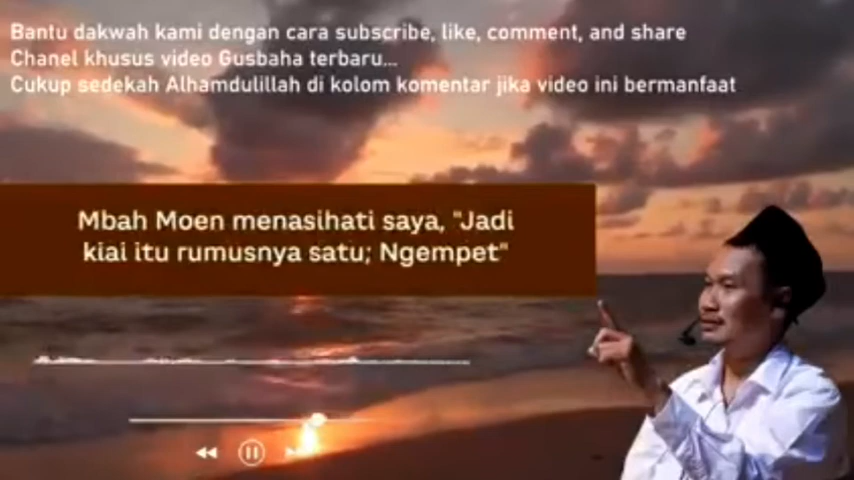 Bantu dakwah kami dengan cara subscribe, like, comment, and share
Chanel khusus video Gusbaha terbaru...
Cukup sedekah Alhamdulillah di kolom komentar jika video ini bermanfaat
Mbah Moen menasihati saya, "Jadi
kiai itu rumusnya satu; Ngempet"